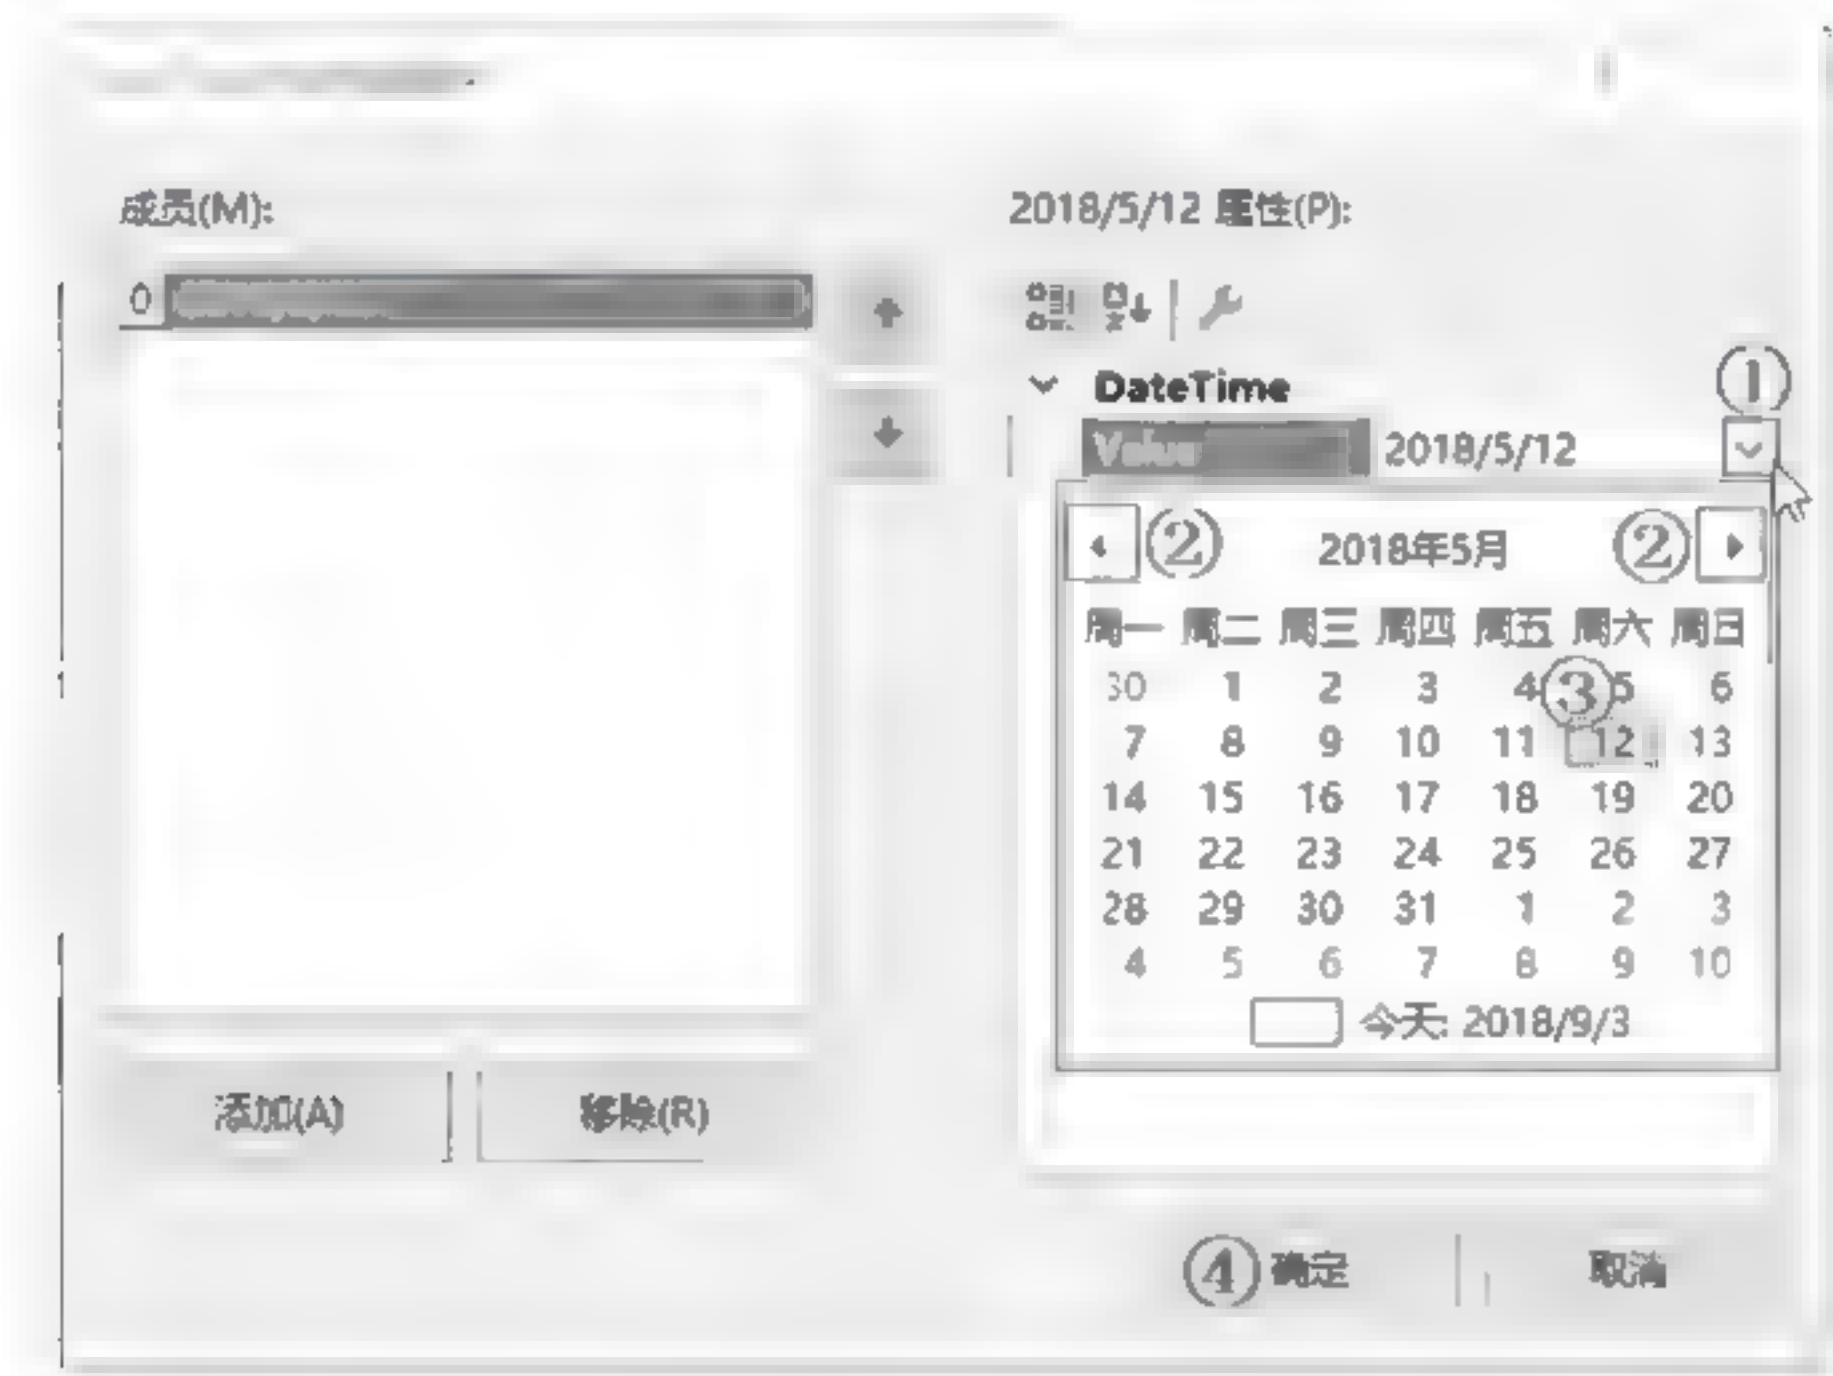 成员(M):
0
2018/5/12 属性(P):
DateTime
①
Value 2018/5/12
② 2018年5月 ②
周一 周二 周三 周四 周五 周六 周日
30 1 2 3 4 ③ 5 6
7 8 9 10 11 12 13
14 15 16 17 18 19 20
21 22 23 24 25 26 27
28 29 30 31 1 2 3
4 5 6 7 8 9 10
今天: 2018/9/3
添加(A) 移除(R)
④ 确定 取消